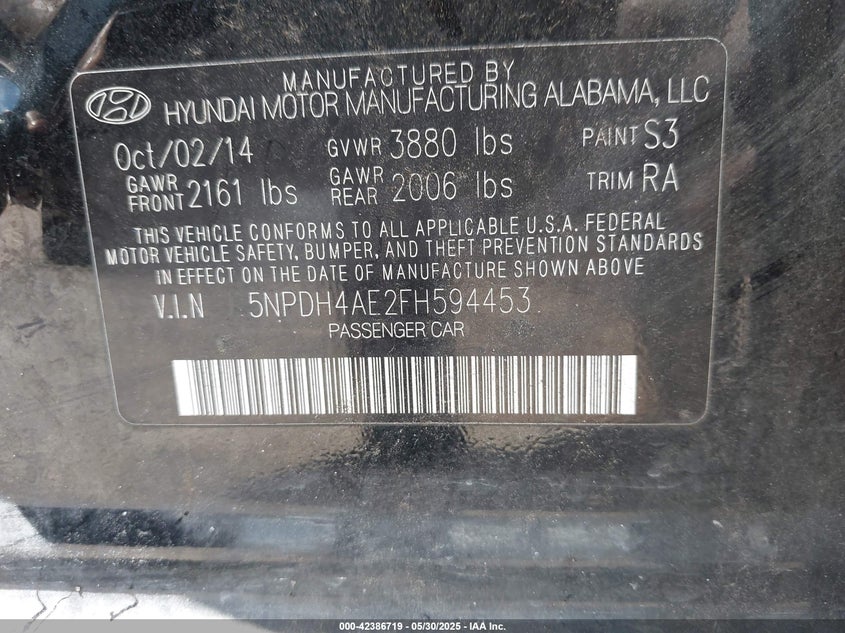 MANUFACTURED BY
HYUNDAI MOTOR MANUFACTURING ALABAMA, LLC
Oct/02/14 GVWR 3880 lbs PAINT S3
GAWR FRONT 2161 lbs GAWR REAR 2006 lbs TRIM RA
THIS VEHICLE CONFORMS TO ALL APPLICABLE U.S.A. FEDERAL
MOTOR VEHICLE SAFETY, BUMPER, AND THEFT PREVENTION STANDARDS
IN EFFECT ON THE DATE OF MANUFACTURE SHOWN ABOVE
V.I.N 5NPDH4AE2FH594453
PASSENGER CAR
000-42386719 — 05/30/2025 — IAA Inc.